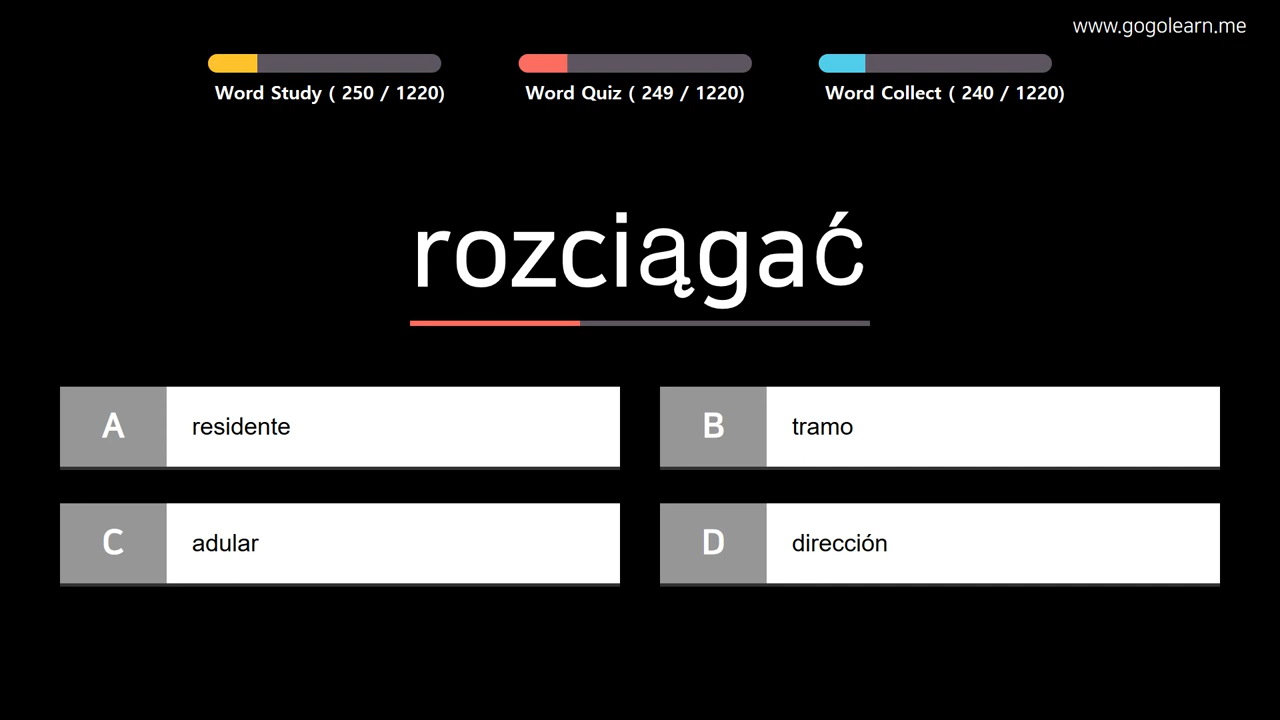 www.gogolearn.me
Word Study ( 250 / 1220)
Word Quiz ( 249 / 1220)
Word Collect ( 240 / 1220)
rozciągać
A residente
B tramo
C adular
D dirección